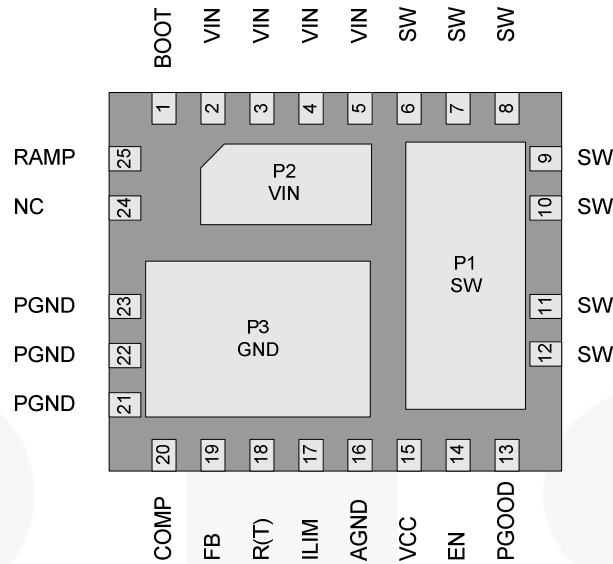 BOOT
VIN
VIN
VIN
VIN
SW
SW
SW
1
2
3
4
5
6
7
8
RAMP
25
9
SW
NC
24
10
SW
P2
VIN
P1
SW
PGND
23
11
SW
P3
GND
PGND
22
12
SW
PGND
21
20
19
18
17
16
15
14
13
COMP
FB
R(T)
ILIM
AGND
VCC
EN
PGOOD